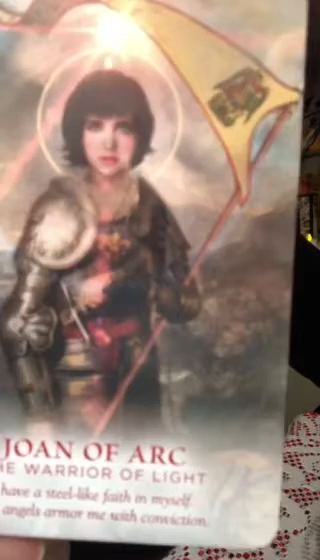 JOAN OF ARC
HE WARRIOR OF LIGHT
have a steel-like faith in myself.
angels armor me with conviction.